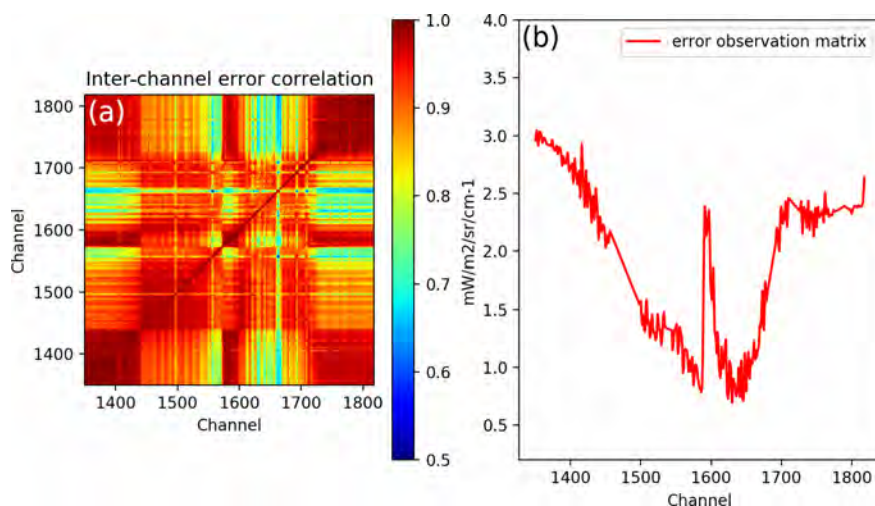 Inter-channel error correlation
(a)
1800
1700
1600
1500
1400
Channel
1400 1500 1600 1700 1800
Channel
1.0
0.9
0.8
0.7
0.6
0.5
(b)
error observation matrix
4.0
3.5
3.0
2.5
2.0
1.5
1.0
0.5
mW/m2/sr/cm-1
1400 1500 1600 1700 1800
Channel